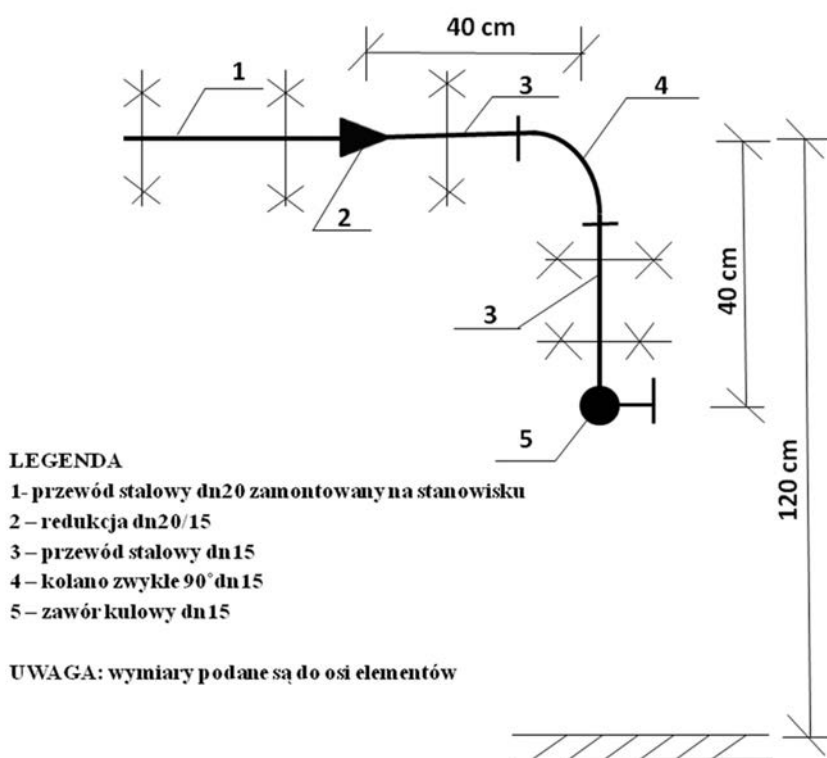 40 cm
1
3
4
2
3
40 cm
5
120 cm
LEGENDA
1- przewód stalowy dn20 zamontowany na stanowisku
2 – redukcja dn20/15
3 – przewód stalowy dn15
4 – kolano zwykłe 90˚dn15
5 – zawór kulowy dn15
UWAGA: wymiary podane są do osi elementów